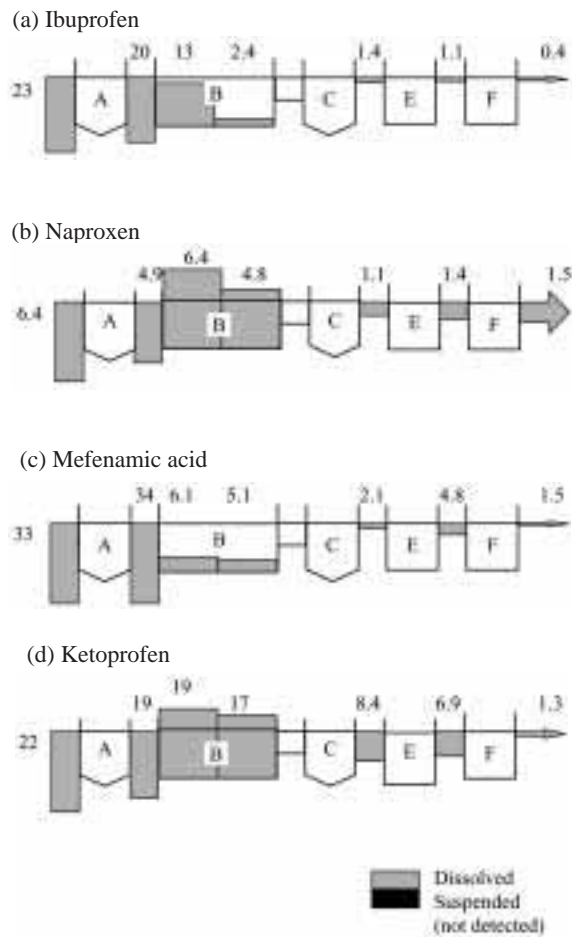 (a) Ibuprofen
20 13 2.4 1.4 1.1 0.4
23
A B C E F
(b) Naproxen
6.4
4.9 4.8 1.1 1.4 1.5
6.4
A B C E F
(c) Mefenamic acid
34 6.1 5.1 2.1 4.8 1.5
33
A B C E F
(d) Ketoprofen
19
19 17 8.4 6.9 1.3
22
A B C E F
Dissolved
Suspended
(not detected)